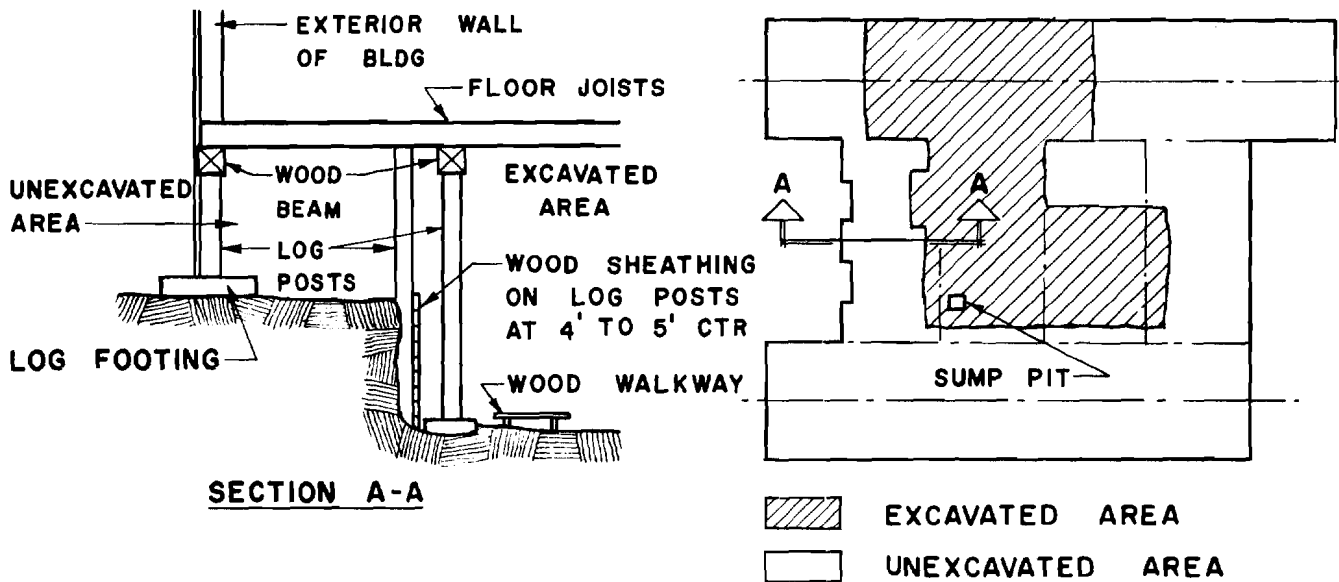 EXTERIOR WALL
OF BLDG
FLOOR JOISTS
WOOD
BEAM
UNEXCAVATED
AREA
EXCAVATED
AREA
LOG
POSTS
WOOD SHEATHING
ON LOG POSTS
AT 4' TO 5' CTR
LOG FOOTING
WOOD WALKWAY
SECTION A-A
A
A
SUMP PIT
EXCAVATED AREA
UNEXCAVATED AREA